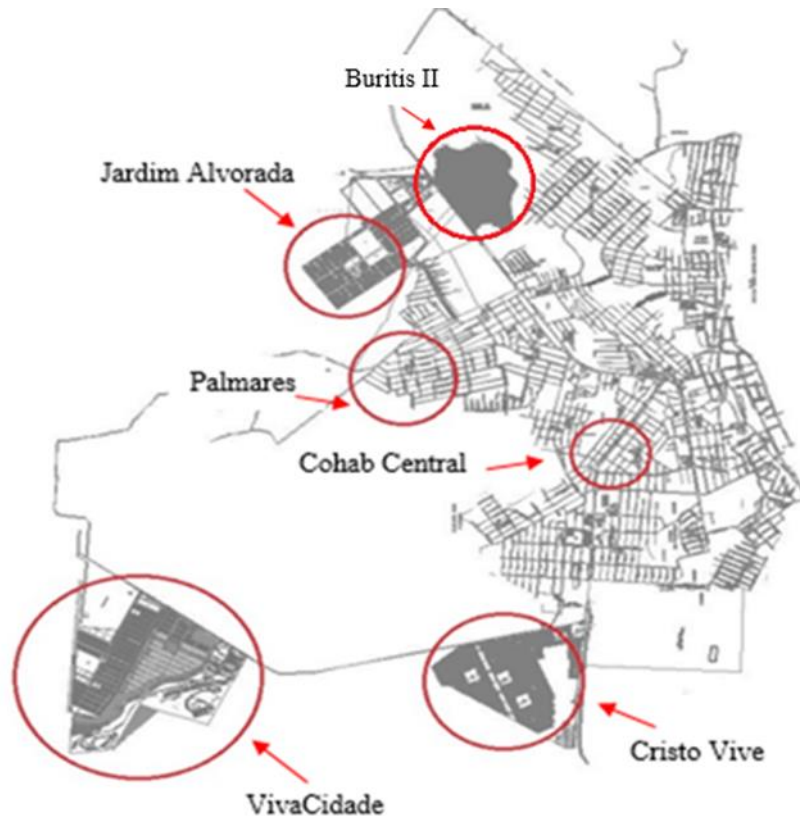 Buritis II
Jardim Alvorada
Palmares
Cohab Central
Cristo Vive
VivaCidade